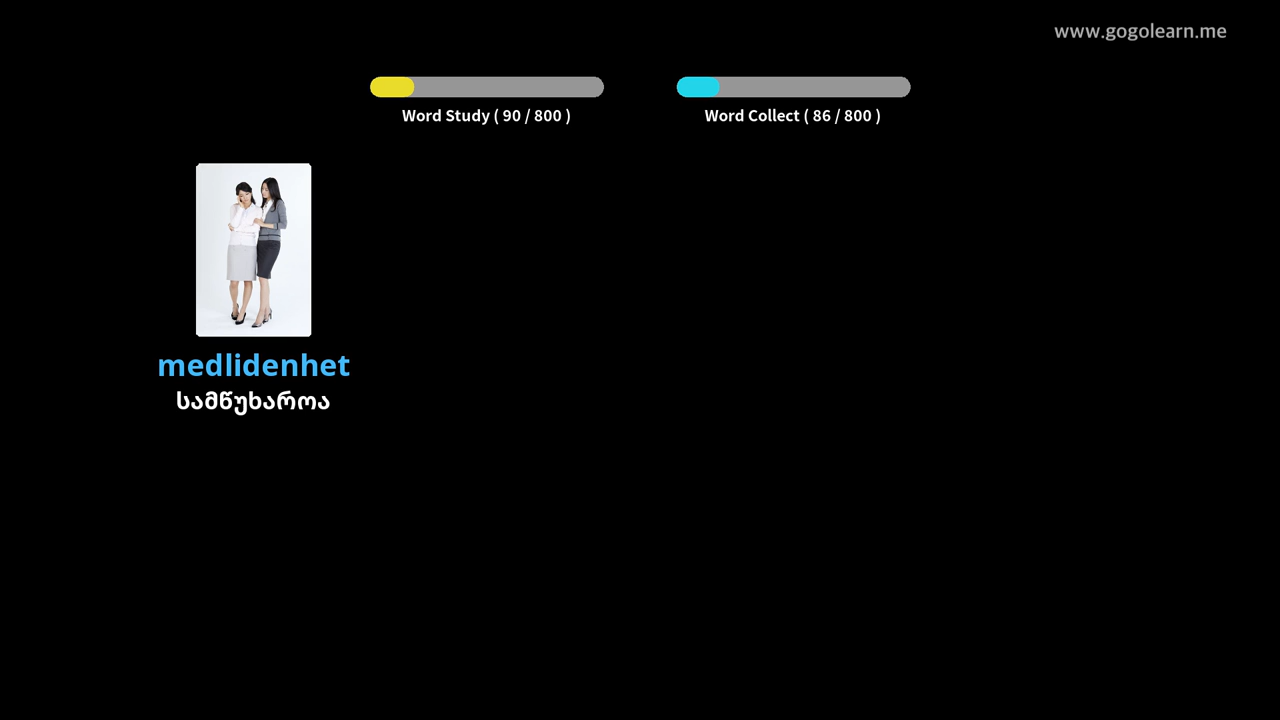 www.gogolearn.me
Word Study ( 90 / 800 )
Word Collect ( 86 / 800 )
medlidenhet
სამწუხაროა